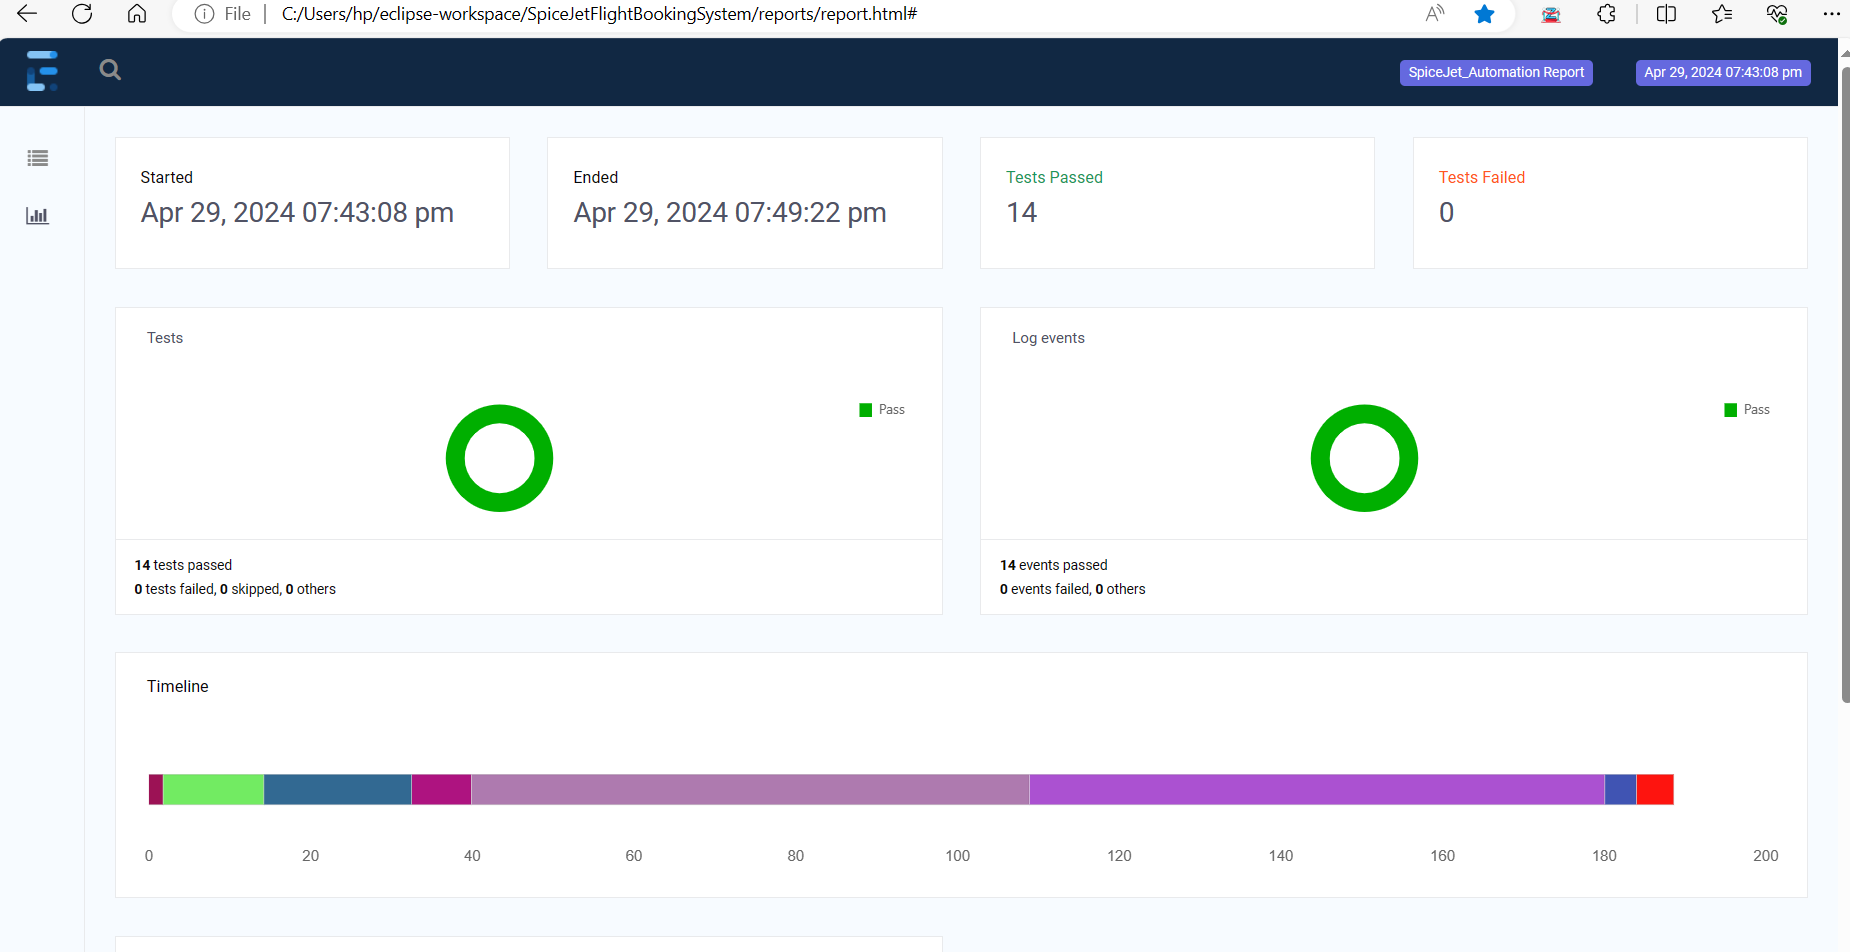 File C:/Users/hp/eclipse-workspace/SpiceJetFlightBookingSystem/reports/report.html#
SpiceJet_Automation Report
Apr 29, 2024 07:43:08 pm
Started
Apr 29, 2024 07:43:08 pm
Ended
Apr 29, 2024 07:49:22 pm
Tests Passed
14
Tests Failed
0
Tests
Pass
14 tests passed
0 tests failed, 0 skipped, 0 others
Log events
Pass
14 events passed
0 events failed, 0 others
Timeline
0 20 40 60 80 100 120 140 160 180 200